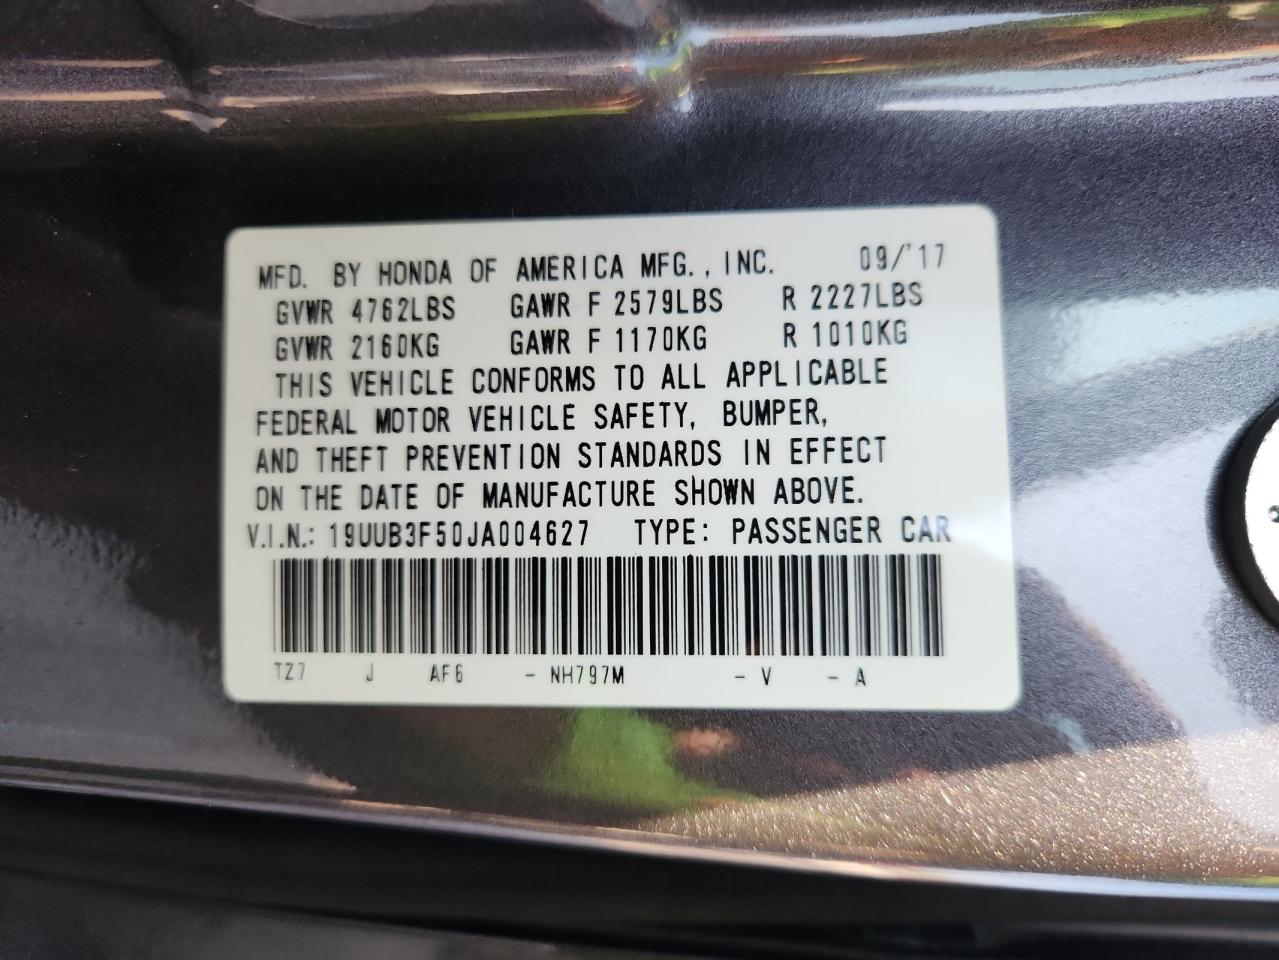 MFD. BY HONDA OF AMERICA MFG., INC. 09/'17
GVWR 4762LBS GAWR F 2579LBS R 2227LBS
GVWR 2160KG GAWR F 1170KG R 1010KG
THIS VEHICLE CONFORMS TO ALL APPLICABLE
FEDERAL MOTOR VEHICLE SAFETY, BUMPER,
AND THEFT PREVENTION STANDARDS IN EFFECT
ON THE DATE OF MANUFACTURE SHOWN ABOVE.
V.I.N.: 19UUB3F50JA004627 TYPE: PASSENGER CAR
TZ7 J AF6 - NH797M - V - A